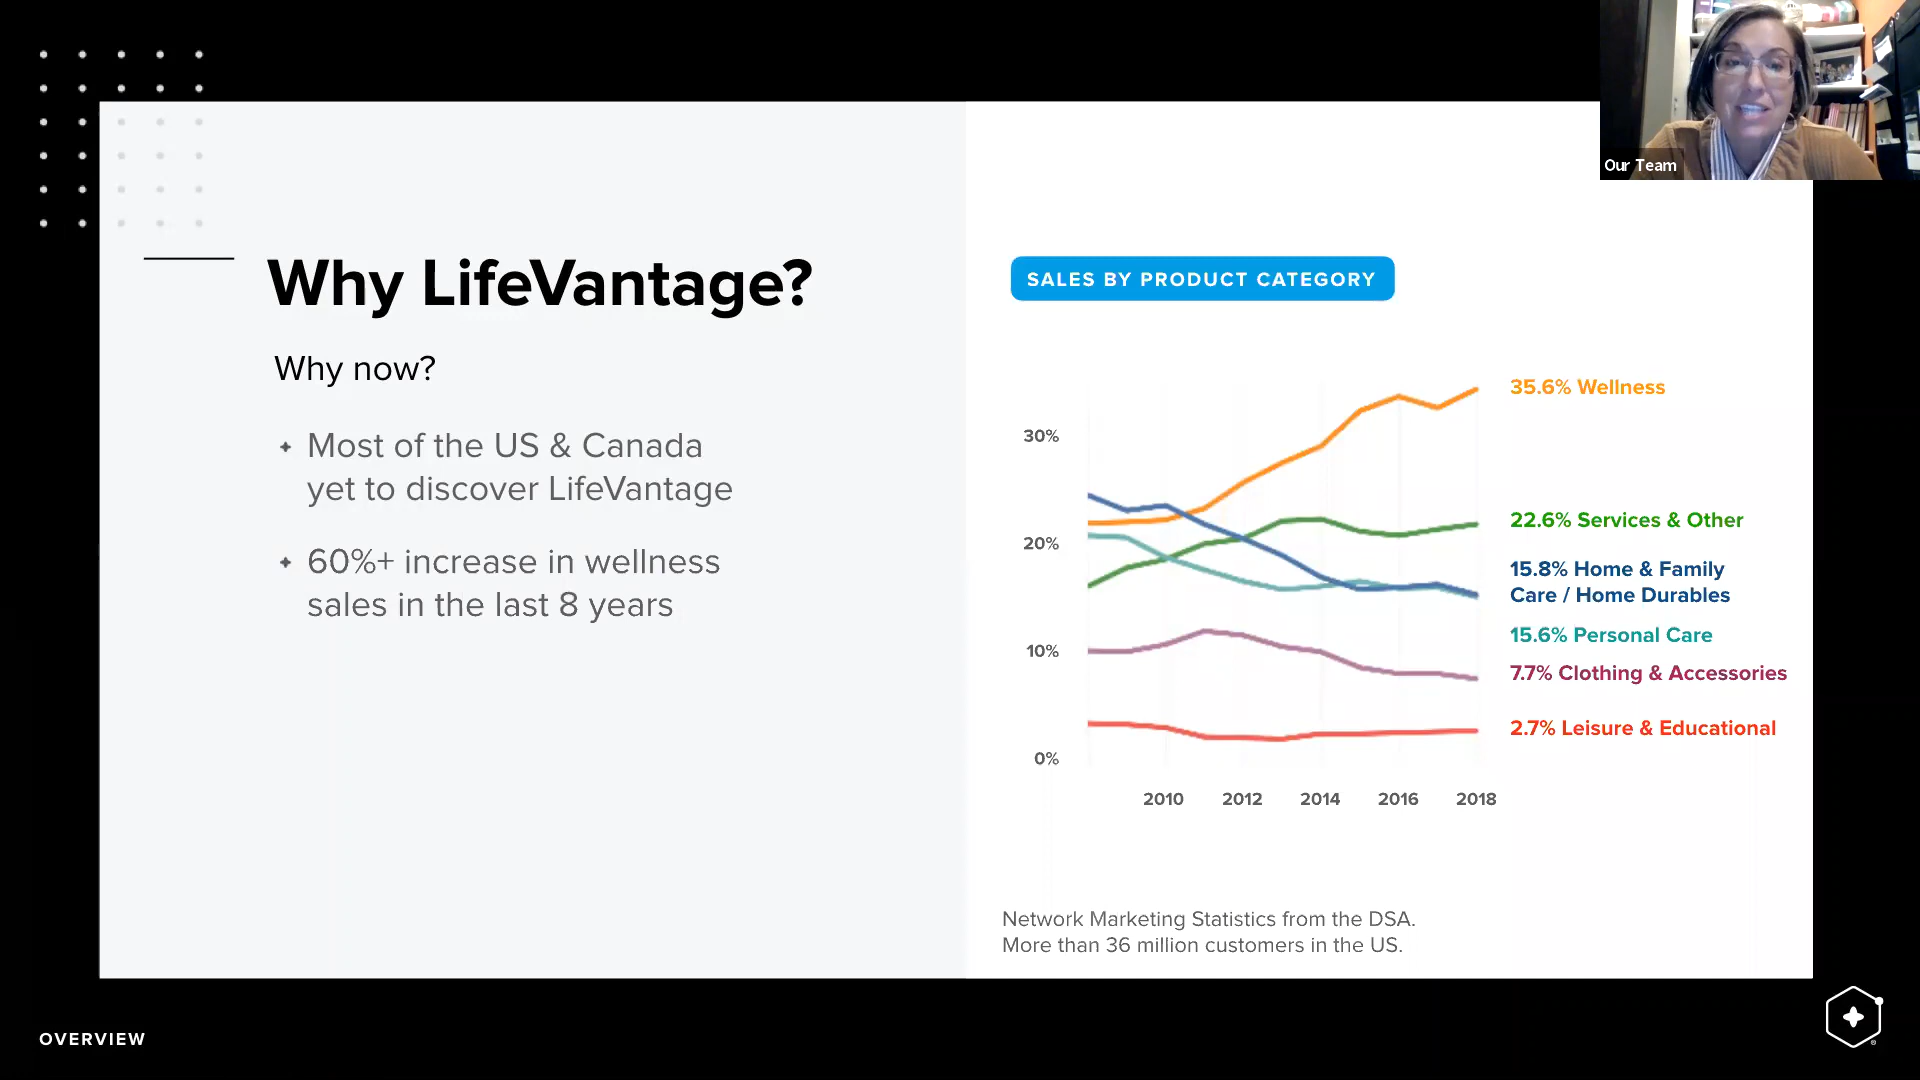 Our Team
Why LifeVantage?
Why now?
Most of the US & Canada
yet to discover LifeVantage
60%+ increase in wellness
sales in the last 8 years
SALES BY PRODUCT CATEGORY
30%
20%
10%
0%
2010 2012 2014 2016 2018
35.6% Wellness
22.6% Services & Other
15.8% Home & Family
Care / Home Durables
15.6% Personal Care
7.7% Clothing & Accessories
2.7% Leisure & Educational
Network Marketing Statistics from the DSA.
More than 36 million customers in the US.
OVERVIEW